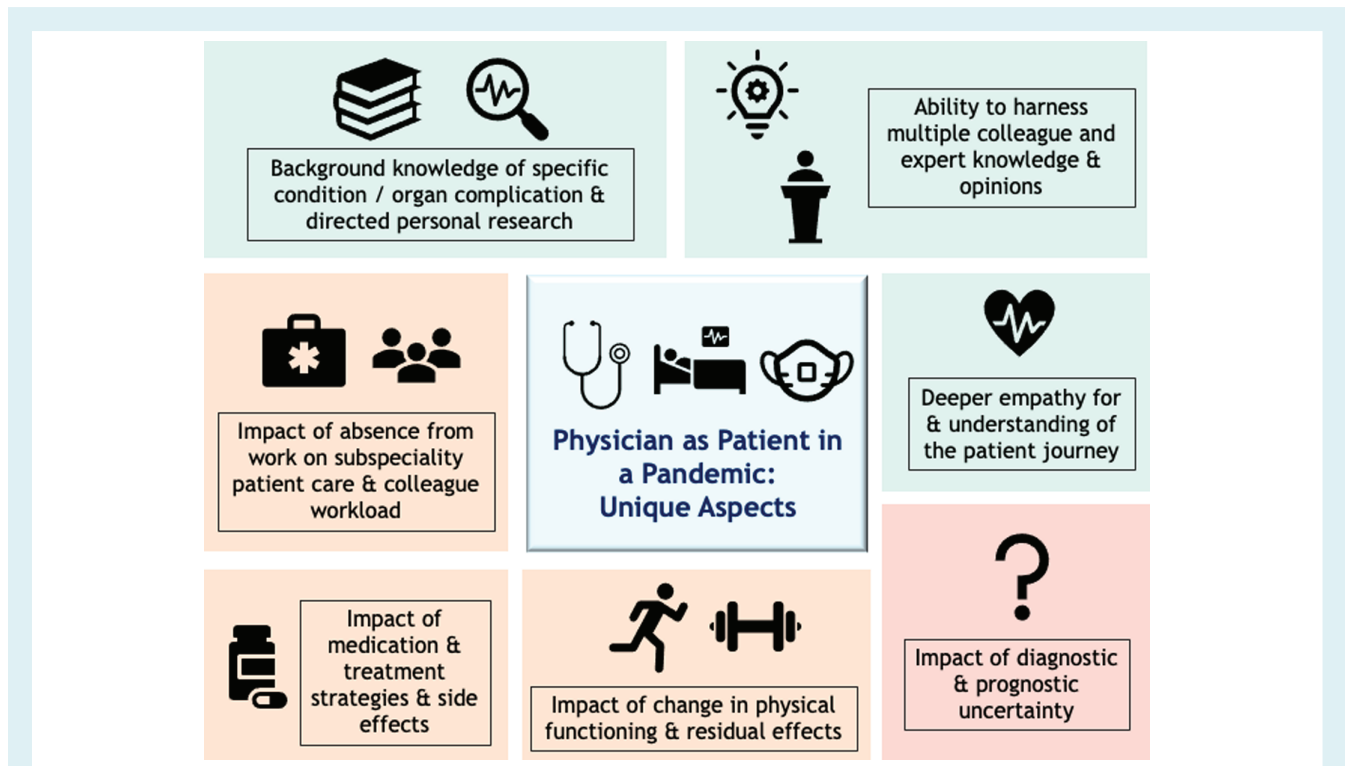 Background knowledge of specific
condition / organ complication &
directed personal research
Ability to harness
multiple colleague and
expert knowledge &
opinions
Impact of absence from
work on subspeciality
patient care & colleague
workload
Physician as Patient in
a Pandemic:
Unique Aspects
Deeper empathy for
& understanding of
the patient journey
Impact of
medication &
treatment
strategies & side
effects
Impact of change in physical
functioning & residual effects
Impact of diagnostic
& prognostic
uncertainty